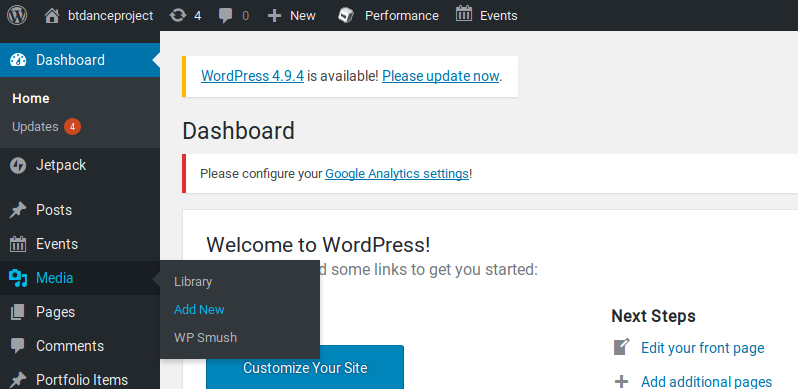 btdanceproject 4 0 New Performance Events
Dashboard
Home
Updates 4
Jetpack
Posts
Events
Media
Pages
Comments
Portfolio Items
Library
Add New
WP Smush
WordPress 4.9.4 is available! Please update now.
Dashboard
Please configure your Google Analytics settings!
Welcome to WordPress!
d some links to get you started:
Customize Your Site
Next Steps
Edit your front page
Add additional pages